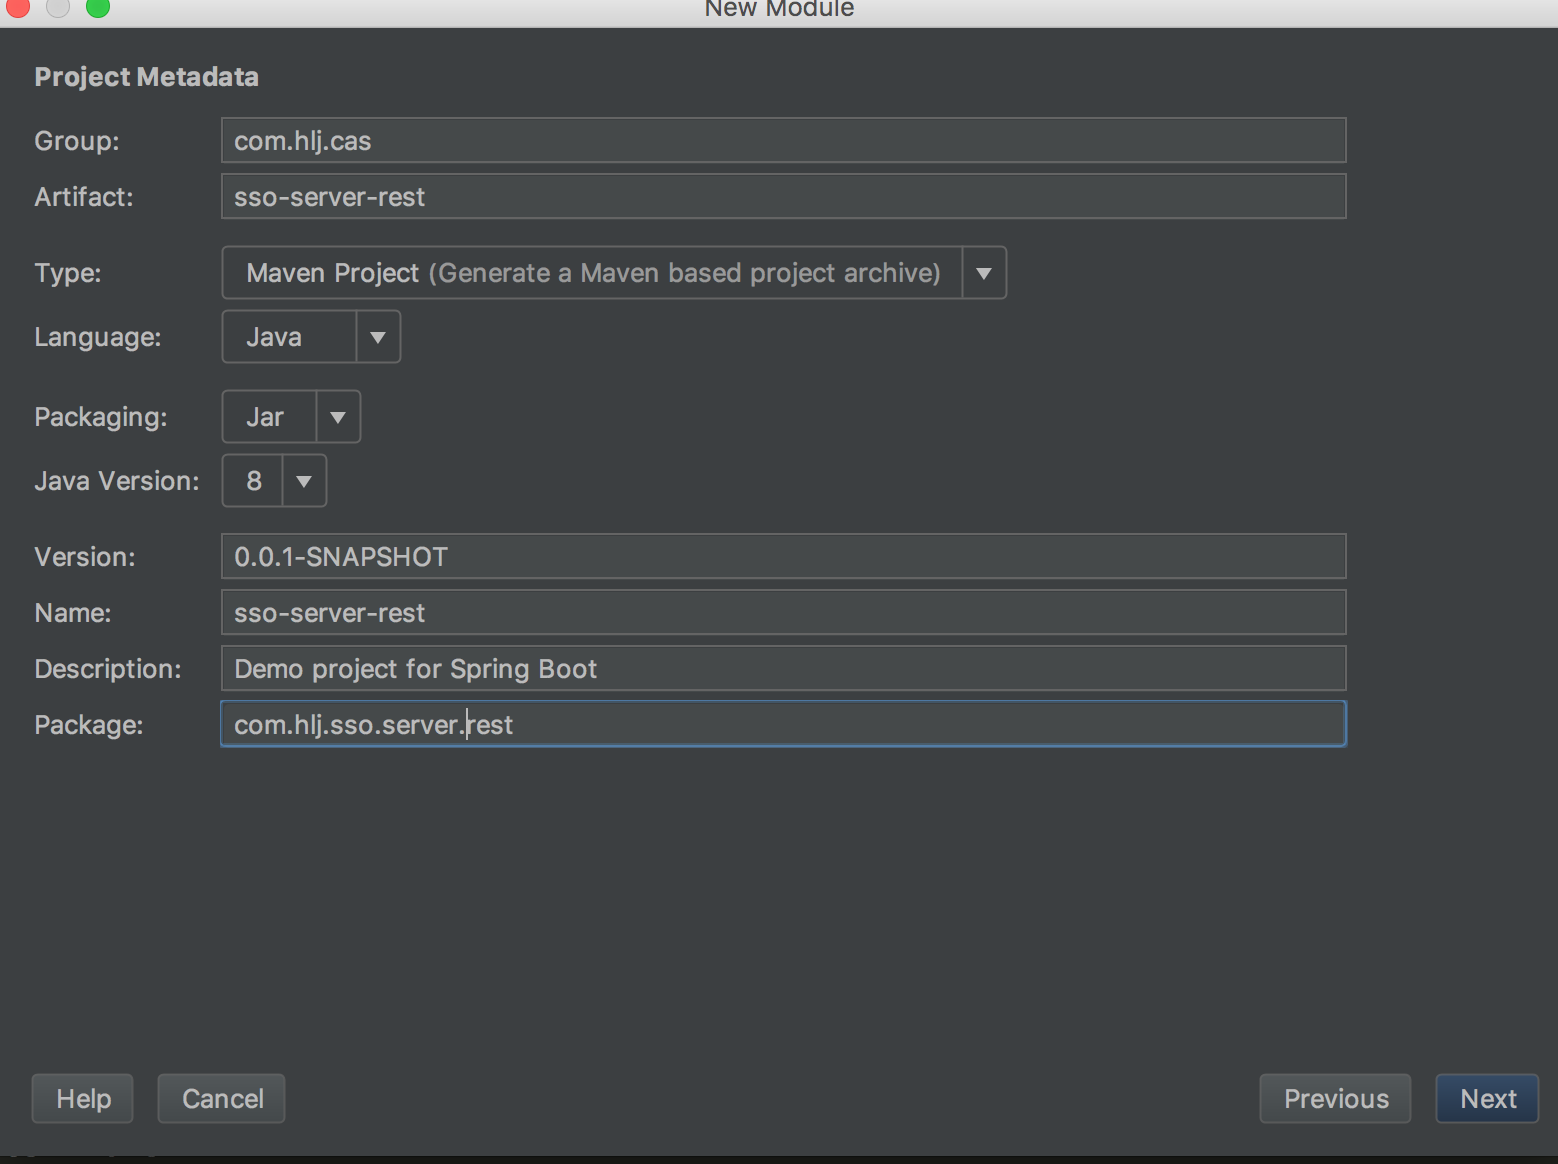 New Module
Project Metadata
Group: com.hlj.cas
Artifact: sso-server-rest
Type: Maven Project (Generate a Maven based project archive)
Language: Java
Packaging: Jar
Java Version: 8
Version: 0.0.1-SNAPSHOT
Name: sso-server-rest
Description: Demo project for Spring Boot
Package: com.hlj.sso.server.rest
Help Cancel Previous Next